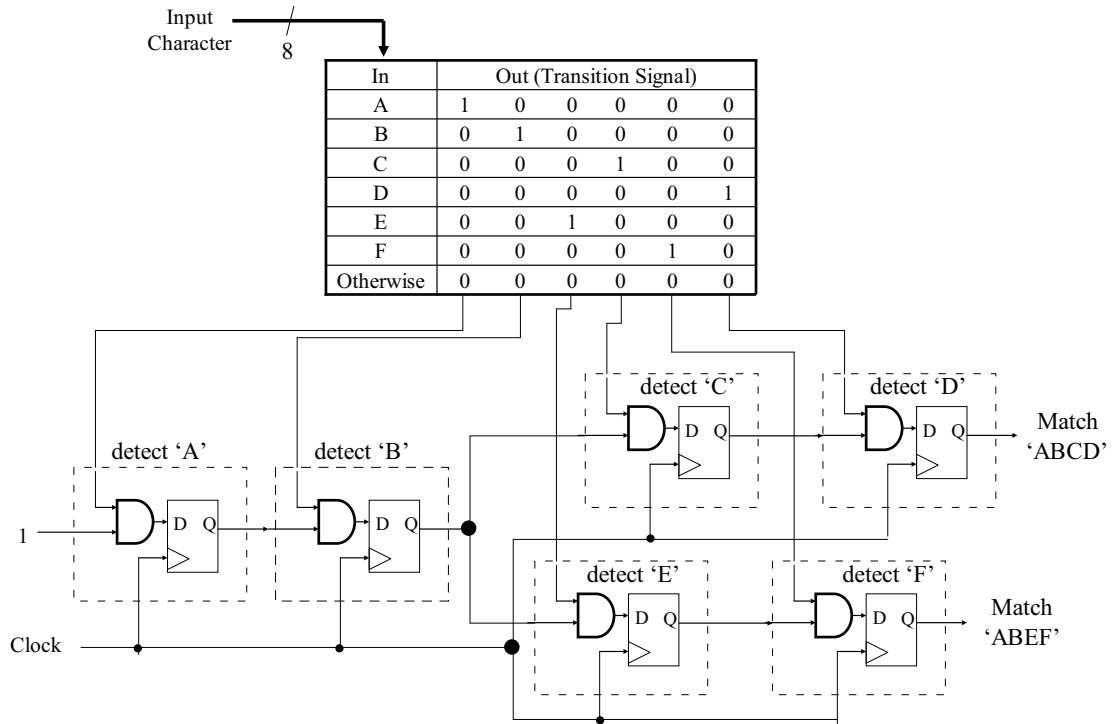 Input
Character
8
In Out (Transition Signal)
A 1 0 0 0 0 0
B 0 1 0 0 0 0
C 0 0 0 1 0 0
D 0 0 0 0 0 1
E 0 0 1 0 0 0
F 0 0 0 0 1 0
Otherwise 0 0 0 0 0 0
detect ‘C’
D Q
detect ‘D’
D Q
Match
‘ABCD’
detect ‘A’
1
D Q
detect ‘B’
D Q
detect ‘E’
D Q
detect ‘F’
D Q
Match
‘ABEF’
Clock